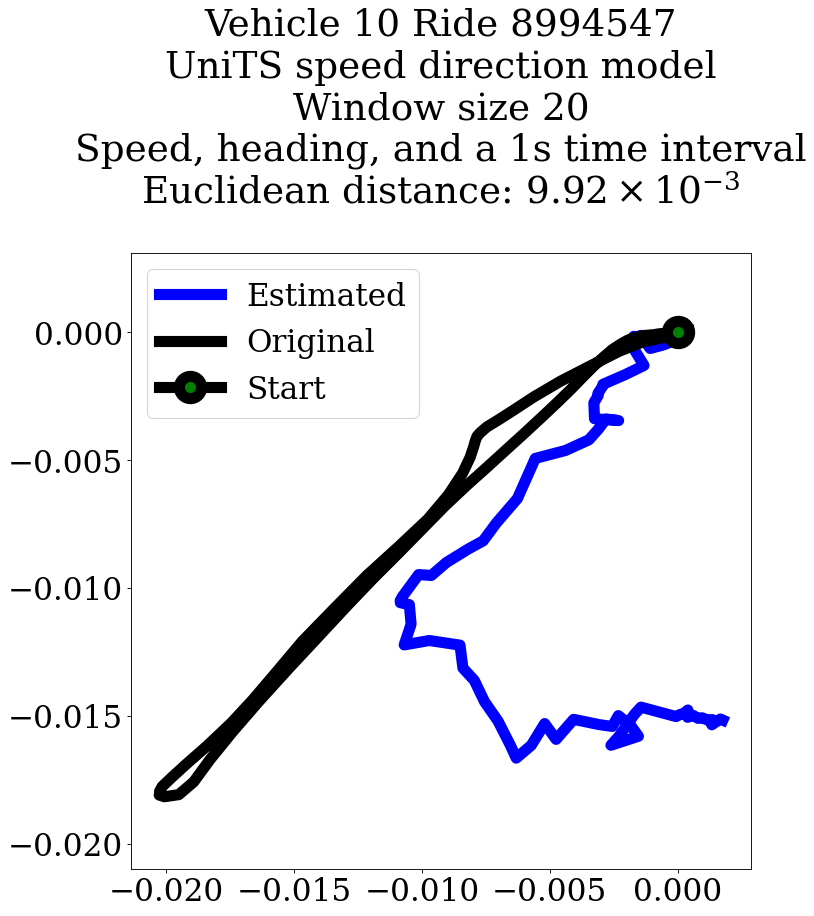 Vehicle 10 Ride 8994547
UniTS speed direction model
Window size 20
Speed, heading, and a 1s time interval
Euclidean distance: 9.92 × 10⁻³
Estimated
Original
Start
0.000
−0.005
−0.010
−0.015
−0.020
−0.020 −0.015 −0.010 −0.005 0.000